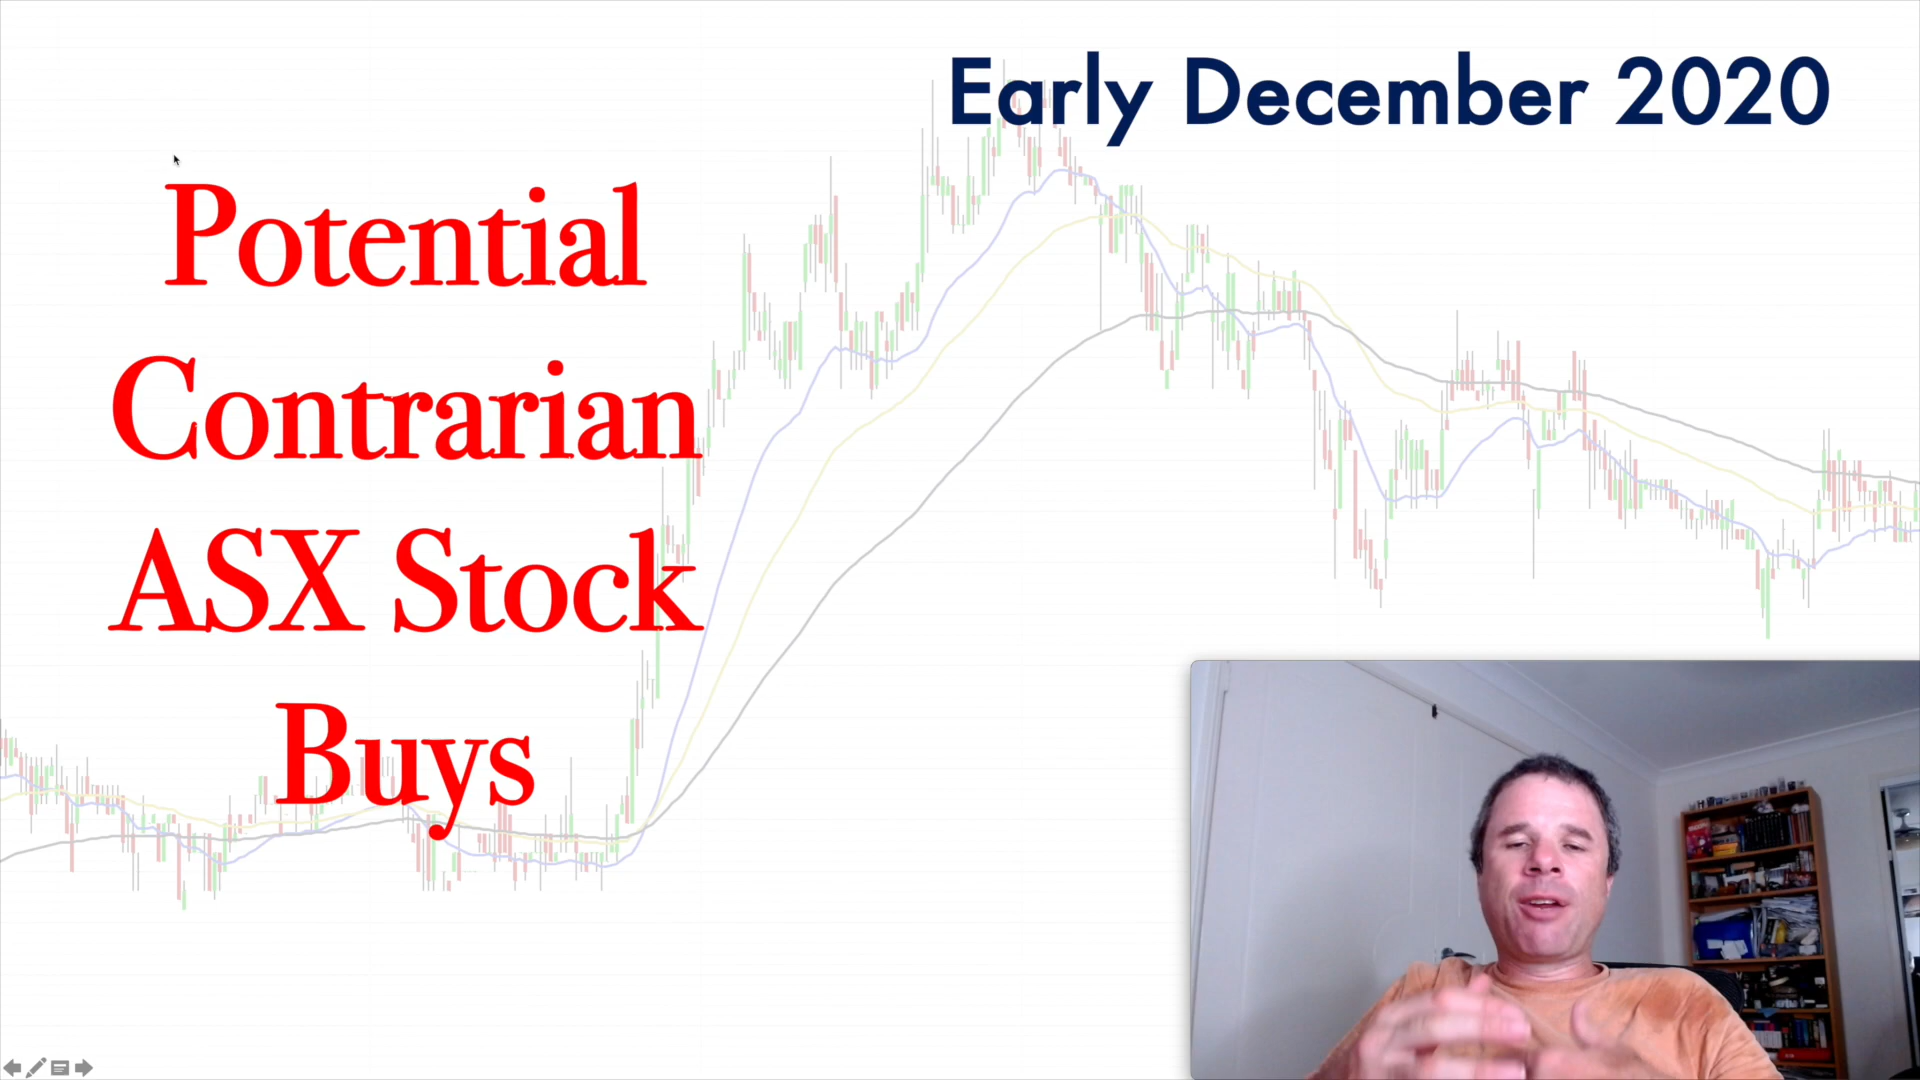 Early December 2020
Potential
Contrarian
ASX Stock
Buys